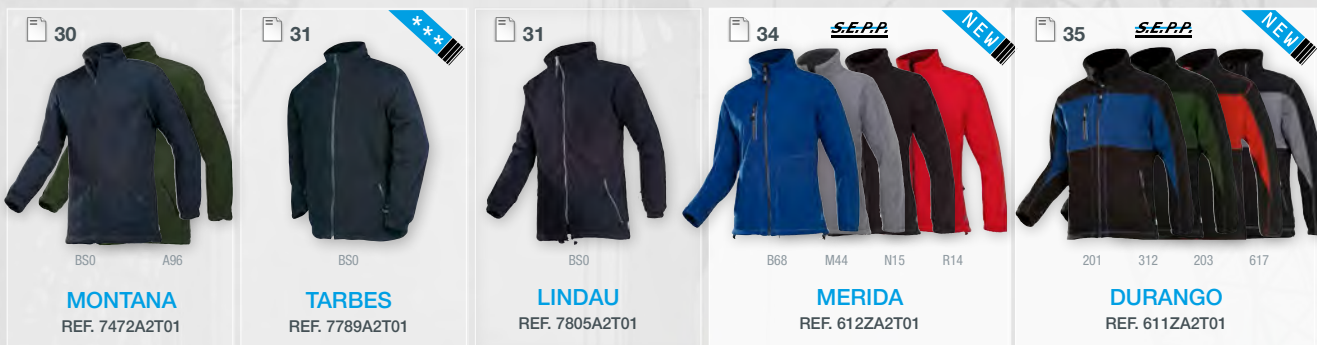 30
BS0 A96
MONTANA
REF. 7472A2T01
31
***
BS0
TARBES
REF. 7789A2T01
31
BS0
LINDAU
REF. 7805A2T01
34
S.E.P.P.
NEW
B68 M44 N15 R14
MERIDA
REF. 612ZA2T01
35
S.E.P.P.
NEW
201 312 203 617
DURANGO
REF. 611ZA2T01